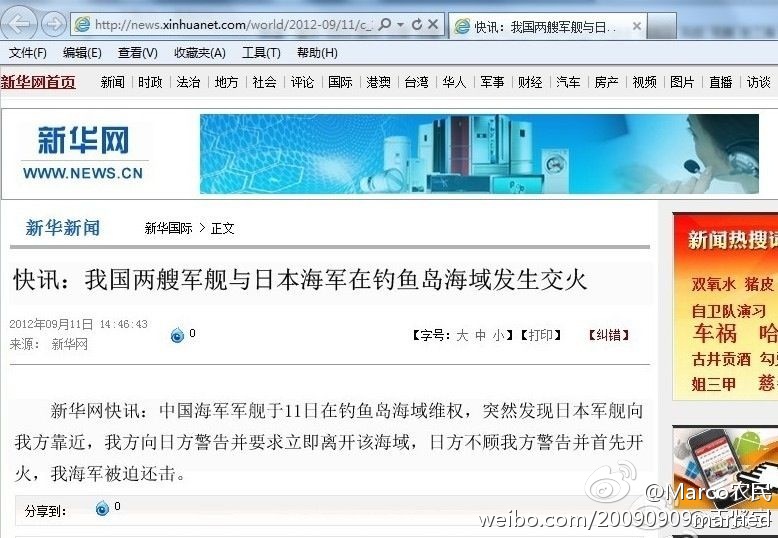 http://news.xinhuanet.com/world/2012-09/11/c_
快讯：我国两艘军舰与日...
文件(F) 编辑(E) 查看(V) 收藏夹(A) 工具(T) 帮助(H)
新华网首页 新闻 时政 法治 地方 社会 评论 国际 港澳 台湾 华人 军事 财经 汽车 房产 视频 图片 直播 访谈
新华网
WWW.NEWS.CN
新华新闻 新华国际 > 正文
新闻热搜词
快讯：我国两艘军舰与日本海军在钓鱼岛海域发生交火
双氧水 猪皮
自卫队演习
2012年09月11日 14:46:43
来源： 新华网
0
【字号：大 中 小】【打印】 【纠错】
车祸 哈
古井贡酒 勾
姐三甲 慈
新华网快讯：中国海军军舰于11日在钓鱼岛海域维权，突然发现日本军舰向
我方靠近，我方向日方警告并要求立即离开该海域，日方不顾我方警告并首先开
火，我海军被迫还击。
分享到： 0
@Marco农民
weibo.com/20090909married